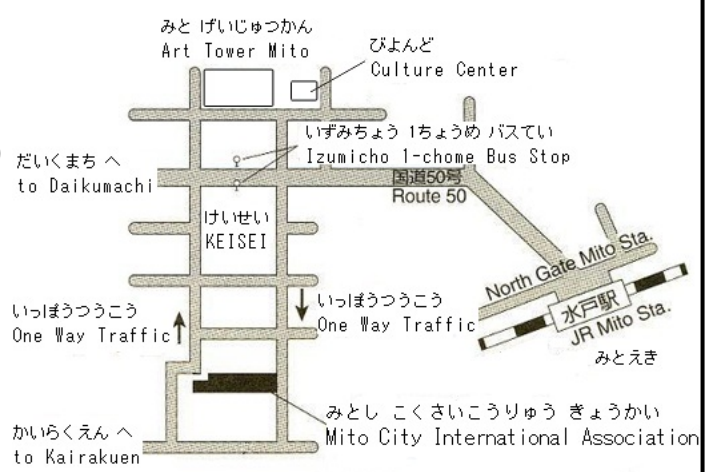 みと げいじゅつかん
Art Tower Mito
びよんど
Culture Center
いずみちょう 1ちょうめ バスてい
Izumicho 1-chome Bus Stop
だいくまち へ
to Daikumachi
国道50号
Route 50
けいせい
KEISEI
North Gate Mito Sta.
水戸駅
JR Mito Sta.
みとえき
いっぽうつうこう
One Way Traffic
いっぽうつうこう
One Way Traffic
みとし こくさいこうりゅう きょうかい
Mito City International Association
かいらくえん へ
to Kairakuen